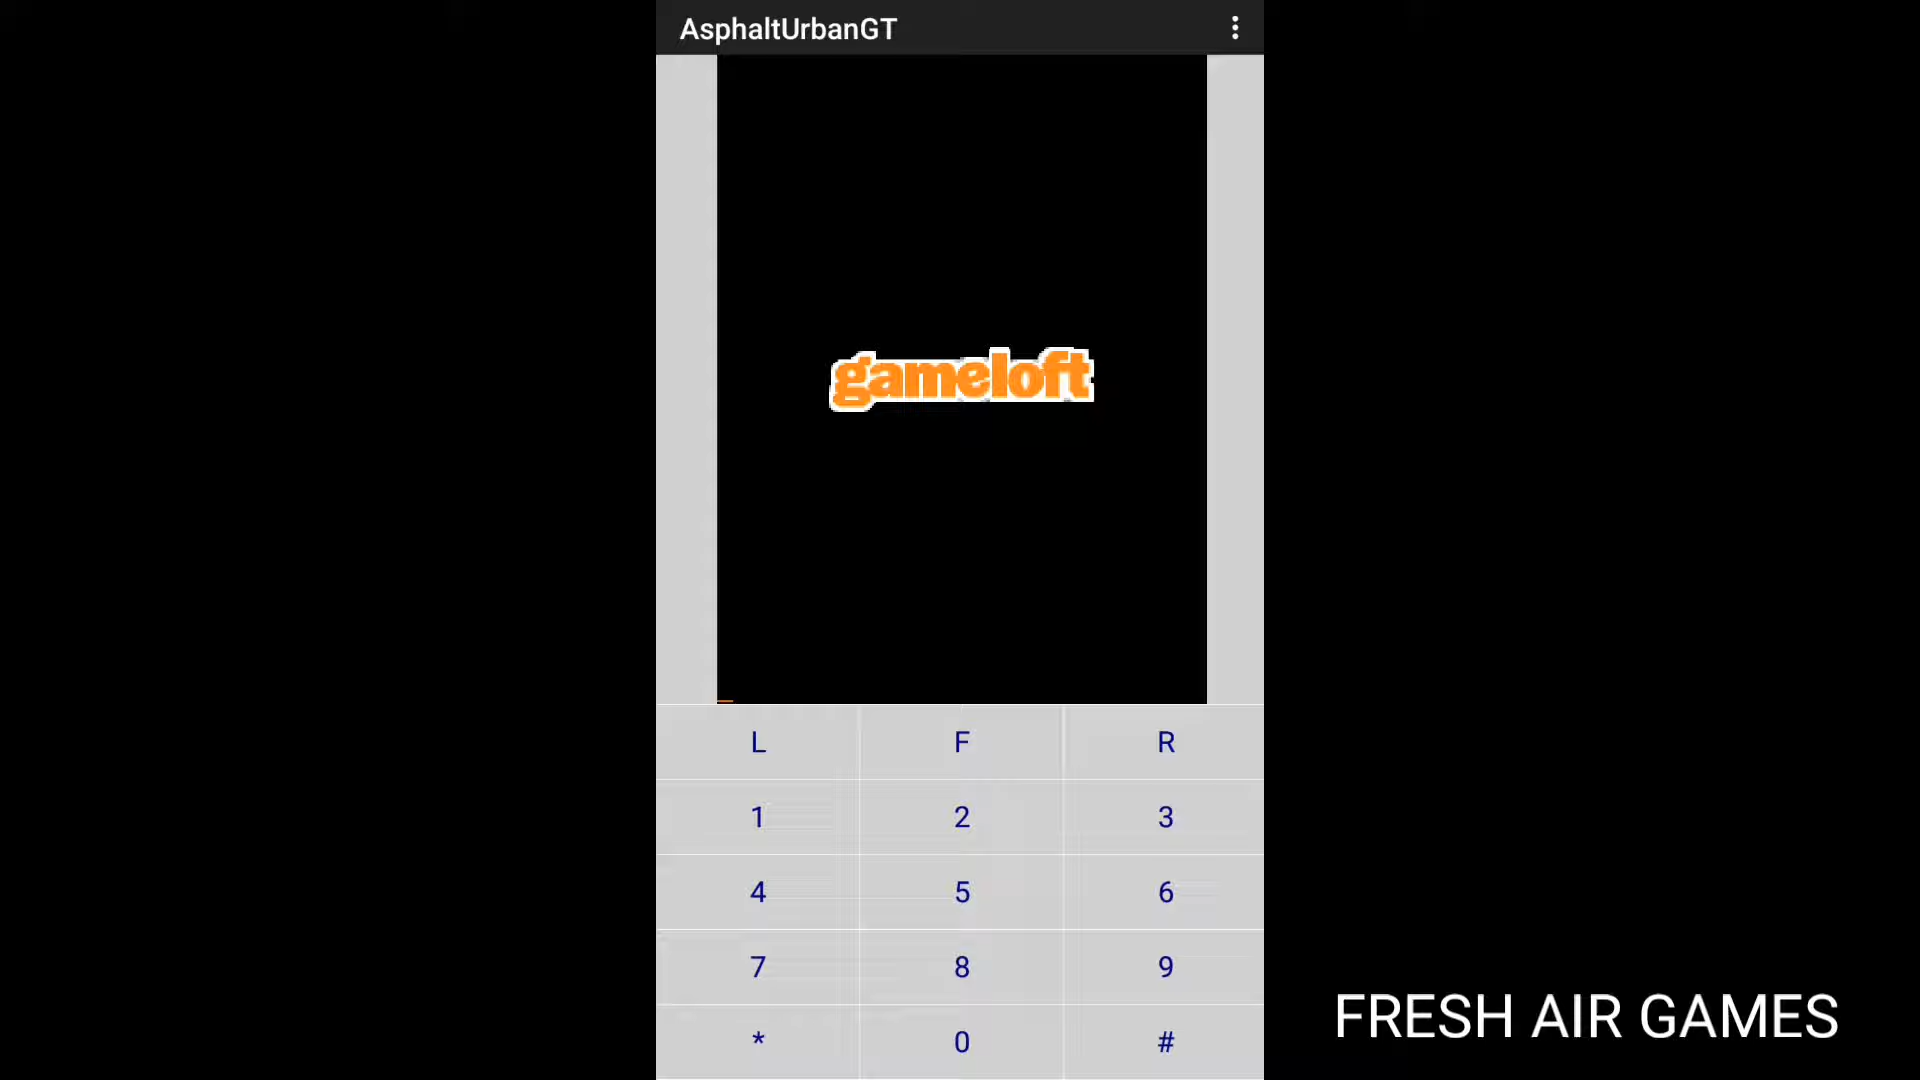 AsphaltUrbanGT
gameloft
L F R
1 2 3
4 5 6
7 8 9
* 0 #
FRESH AIR GAMES